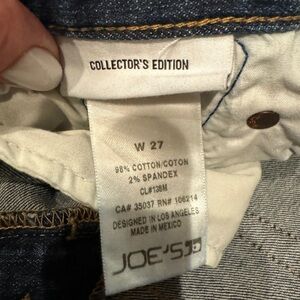 COLLECTOR'S EDITION
W 27
98% COTTON/COTON
2% SPANDEX
CL#138M
CA# 35037 RN# 106214
DESIGNED IN LOS ANGELES
MADE IN MEXICO
JOE'S